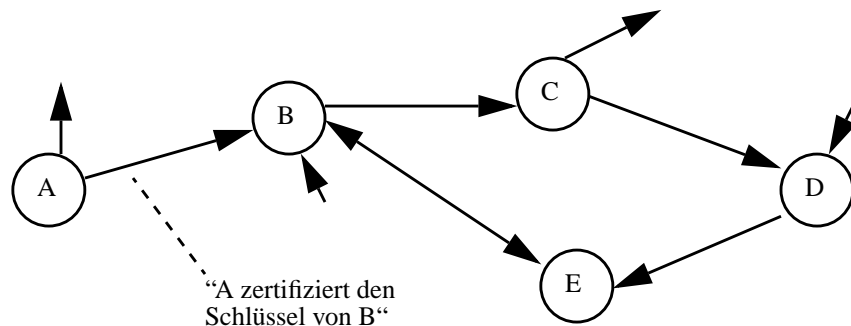 C
B
A
D
E
“A zertifiziert den
Schlüssel von B“